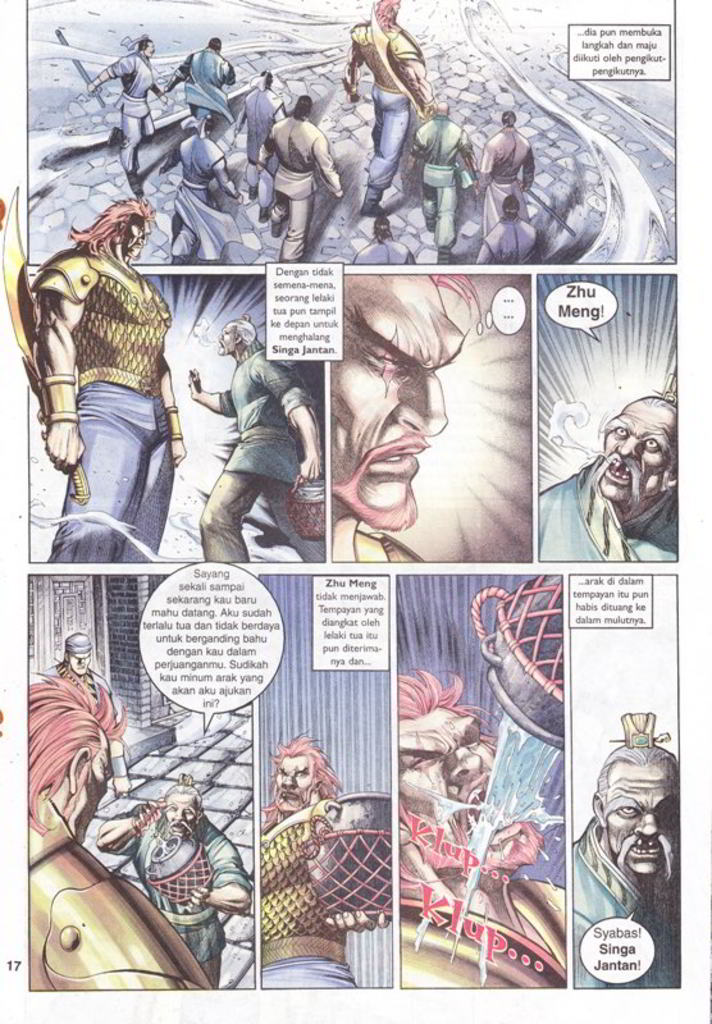 ...dia pun membuka
langkah dan maju
diikuti oleh pengikut-
pengikutnya.
Dengan tidak
semena-mena,
seorang lelaki
tua pun tampil
ke depan untuk
menghalang
Singa Jantan.
...
...
Zhu
Meng!
Sayang
sekali sampai
sekarang kau baru
mahu datang. Aku sudah
terlalu tua dan tidak berdaya
untuk berganding bahu
dalam perjuanganmu. Sudikah
kau minum arak yang
akan aku ajukan
ini?
Zhu Meng
tidak menjawab.
Tempayan yang
diangkat oleh
lelaki tua itu
pun diterima-
nya dan...
Klup...
Klup...
...arak di dalam
tempayan itu pun
habis dituang ke
dalam mulutnya.
Syabas!
Singa
Jantan!
17